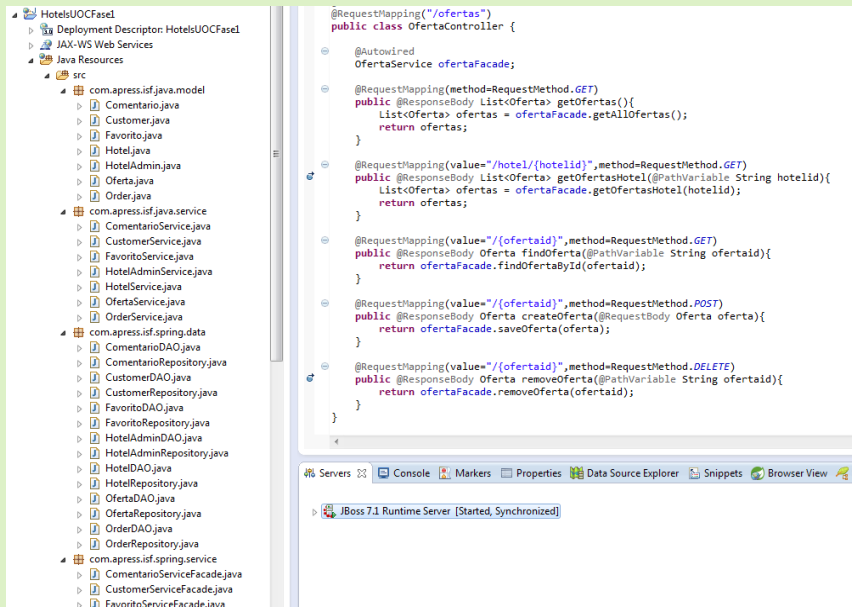 HotelsUOCFase1
Deployment Descriptor: HotelsUOCFase1
JAX-WS Web Services
Java Resources
src
com.apress.isf.java.model
Comentario.java
Customer.java
Favorito.java
Hotel.java
HotelAdmin.java
Oferta.java
Order.java
com.apress.isf.java.service
ComentarioService.java
CustomerService.java
FavoritoService.java
HotelAdminService.java
HotelService.java
OfertaService.java
OrderService.java
com.apress.isf.spring.data
ComentarioDAO.java
ComentarioRepository.java
CustomerDAO.java
CustomerRepository.java
FavoritoDAO.java
FavoritoRepository.java
HotelAdminDAO.java
HotelAdminRepository.java
HotelDAO.java
HotelRepository.java
OfertaDAO.java
OfertaRepository.java
OrderDAO.java
OrderRepository.java
com.apress.isf.spring.service
ComentarioServiceFacade.java
CustomerServiceFacade.java
FavoritoServiceFacade.java
@RequestMapping("/ofertas")
public class OfertaController {
@Autowired
OfertaService ofertaFacade;
@RequestMapping(method=RequestMethod.GET)
public @ResponseBody List<Oferta> getOfertas(){
List<Oferta> ofertas = ofertaFacade.getAllOfertas();
return ofertas;
}
@RequestMapping(value="/hotel/{hotelid}",method=RequestMethod.GET)
public @ResponseBody List<Oferta> getOfertasHotel(@PathVariable String hotelid){
List<Oferta> ofertas = ofertaFacade.getOfertasHotel(hotelid);
return ofertas;
}
@RequestMapping(value="/{ofertaid}",method=RequestMethod.GET)
public @ResponseBody Oferta findOferta(@PathVariable String ofertaid){
return ofertaFacade.findOfertaById(ofertaid);
}
@RequestMapping(value="/{ofertaid}",method=RequestMethod.POST)
public @ResponseBody Oferta createOferta(@RequestBody Oferta oferta){
return ofertaFacade.saveOferta(oferta);
}
@RequestMapping(value="/{ofertaid}",method=RequestMethod.DELETE)
public @ResponseBody Oferta removeOferta(@PathVariable String ofertaid){
return ofertaFacade.removeOferta(ofertaid);
}
}
Servers Console Markers Properties Data Source Explorer Snippets Browser View
JBoss 7.1 Runtime Server [Started, Synchronized]